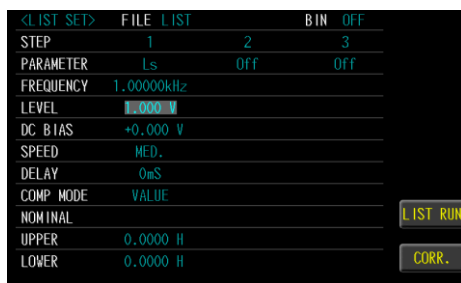 <LIST SET> FILE LIST BIN OFF
STEP 1 2 3
PARAMETER Ls Off Off
FREQUENCY 1.00000kHz
LEVEL 1.000 V
DC BIAS +0.000 V
SPEED MED.
DELAY 0mS
COMP MODE VALUE
NOMINAL
LIST RUN
UPPER 0.0000 H
LOWER 0.0000 H
CORR.